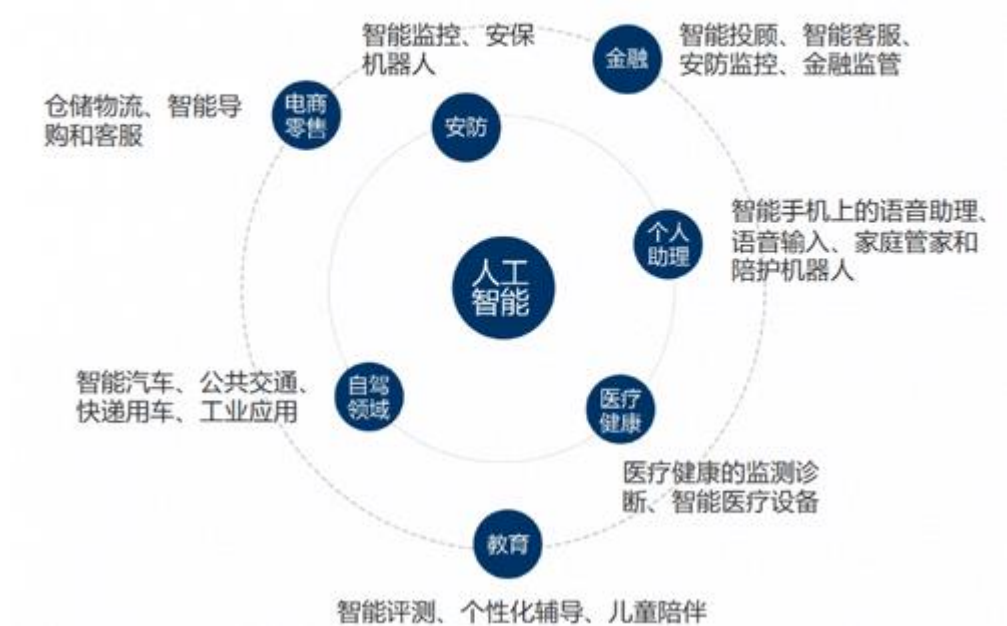 智能监控、安保
机器人
金融
智能投顾、智能客服、
安防监控、金融监管
电商
零售
仓储物流、智能导
购和客服
安防
个人
助理
智能手机上的语音助理、
语音输入、家庭管家和
陪护机器人
人工
智能
自驾
领域
智能汽车、公共交通、
快递用车、工业应用
医疗
健康
医疗健康的监测诊
断、智能医疗设备
教育
智能评测、个性化辅导、儿童陪伴